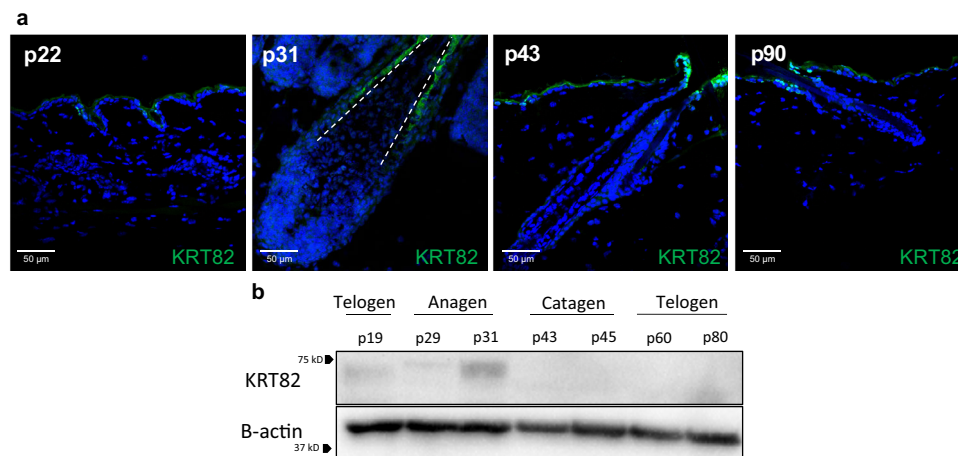 a
p22
p31
p43
p90
50 µm
KRT82
50 µm
KRT82
50 µm
KRT82
50 µm
KRT82
b
Telogen
Anagen
Catagen
Telogen
p19
p29
p31
p43
p45
p60
p80
75 kD
KRT82
B-actin
37 kD